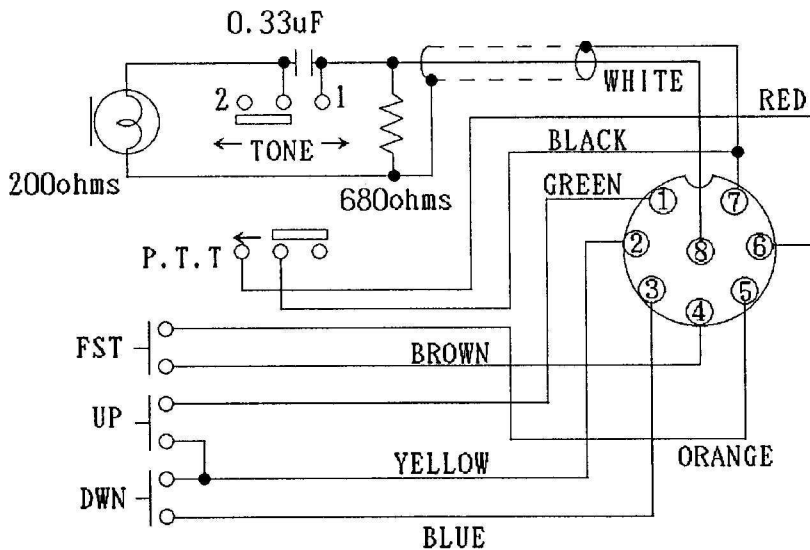 0.33uF
WHITE
RED
2
1
TONE
BLACK
200ohms
680ohms
GREEN
1
7
P.T.T
2
8
6
3
4
5
FST
BROWN
UP
YELLOW
ORANGE
DWN
BLUE